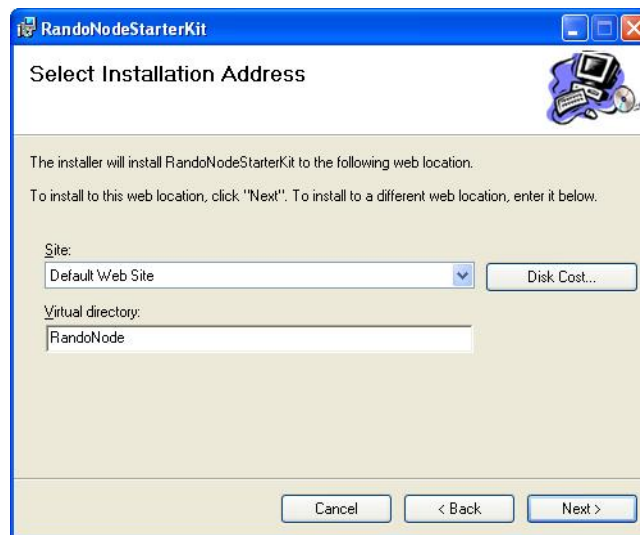 RandoNodeStarterKit
Select Installation Address
The installer will install RandoNodeStarterKit to the following web location.
To install to this web location, click "Next". To install to a different web location, enter it below.
Site:
Default Web Site
Disk Cost...
Virtual directory:
RandoNode
Cancel
< Back
Next >